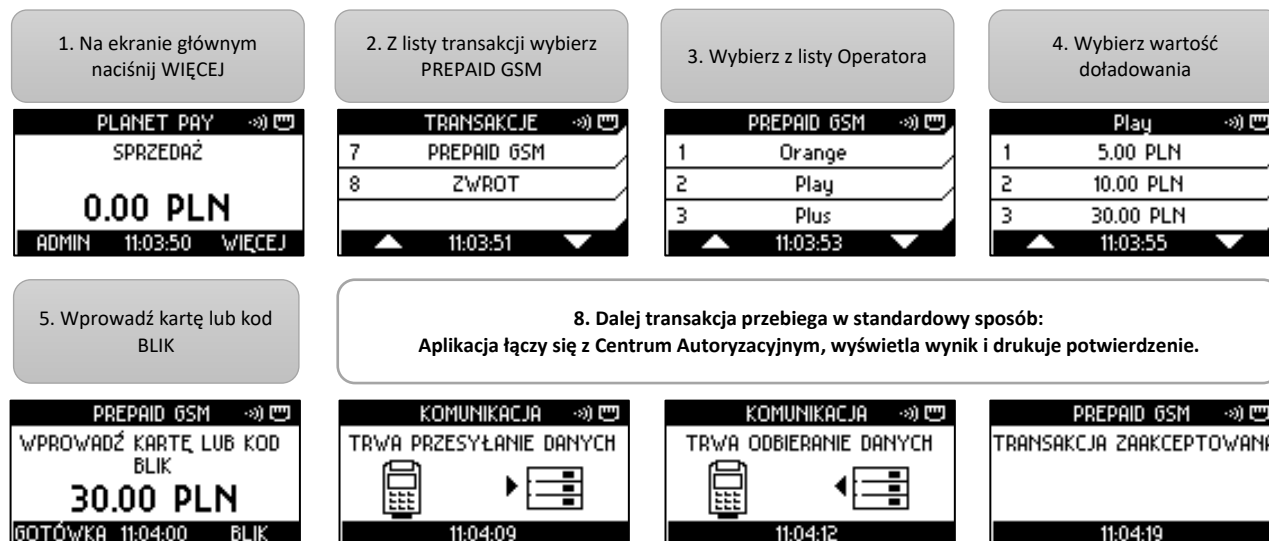 1. Na ekranie głównym
naciśnij WIĘCEJ
2. Z listy transakcji wybierz
PREPAID GSM
3. Wybierz z listy Operatora
4. Wybierz wartość
doładowania
PLANET PAY
SPRZEDAŻ
0.00 PLN
ADMIN 11:03:50 WIĘCEJ
TRANSAKCJE
7 PREPAID GSM
8 ZWROT
11:03:51
PREPAID GSM
1 Orange
2 Play
3 Plus
11:03:53
Play
1 5.00 PLN
2 10.00 PLN
3 30.00 PLN
11:03:55
5. Wprowadź kartę lub kod
BLIK
8. Dalej transakcja przebiega w standardowy sposób:
Aplikacja łączy się z Centrum Autoryzacyjnym, wyświetla wynik i drukuje potwierdzenie.
PREPAID GSM
WPROWADŹ KARTĘ LUB KOD
BLIK
30.00 PLN
GOTÓWKA 11:04:00 BLIK
KOMUNIKACJA
TRWA PRZESYŁANIE DANYCH
11:04:09
KOMUNIKACJA
TRWA ODBIERANIE DANYCH
11:04:12
PREPAID GSM
TRANSAKCJA ZAAKCEPTOWANA
11:04:19